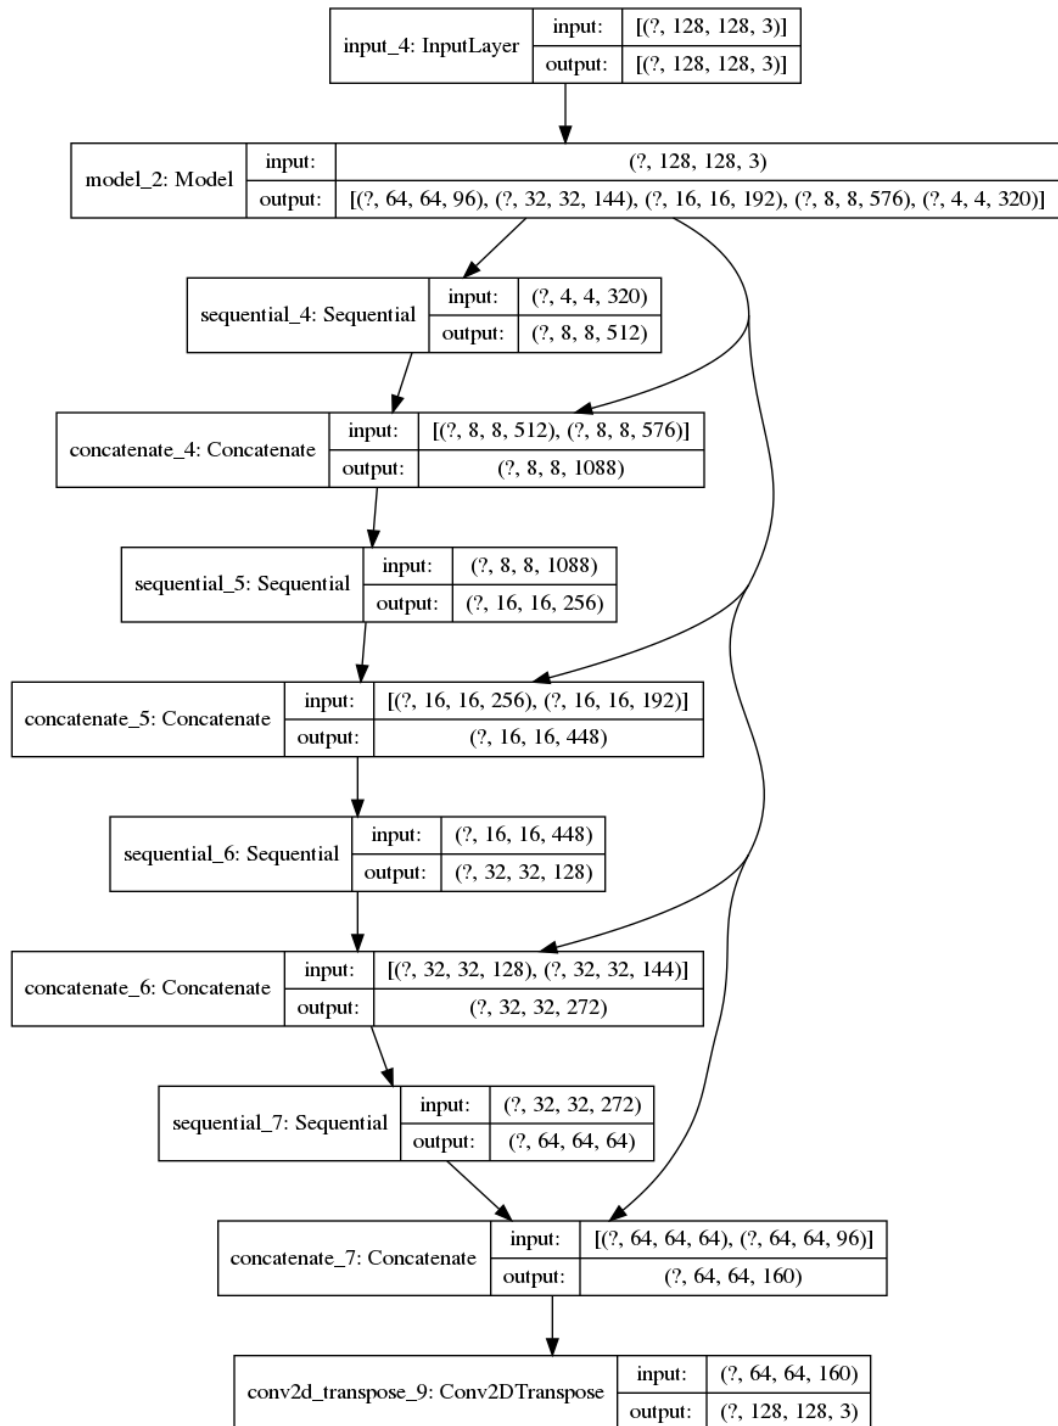 input_4: InputLayer
input: [(?, 128, 128, 3)]
output: [(?, 128, 128, 3)]
model_2: Model
input: (?, 128, 128, 3)
output: [(?, 64, 64, 96), (?, 32, 32, 144), (?, 16, 16, 192), (?, 8, 8, 576), (?, 4, 4, 320)]
sequential_4: Sequential
input: (?, 4, 4, 320)
output: (?, 8, 8, 512)
concatenate_4: Concatenate
input: [(?, 8, 8, 512), (?, 8, 8, 576)]
output: (?, 8, 8, 1088)
sequential_5: Sequential
input: (?, 8, 8, 1088)
output: (?, 16, 16, 256)
concatenate_5: Concatenate
input: [(?, 16, 16, 256), (?, 16, 16, 192)]
output: (?, 16, 16, 448)
sequential_6: Sequential
input: (?, 16, 16, 448)
output: (?, 32, 32, 128)
concatenate_6: Concatenate
input: [(?, 32, 32, 128), (?, 32, 32, 144)]
output: (?, 32, 32, 272)
sequential_7: Sequential
input: (?, 32, 32, 272)
output: (?, 64, 64, 64)
concatenate_7: Concatenate
input: [(?, 64, 64, 64), (?, 64, 64, 96)]
output: (?, 64, 64, 160)
conv2d_transpose_9: Conv2DTranspose
input: (?, 64, 64, 160)
output: (?, 128, 128, 3)